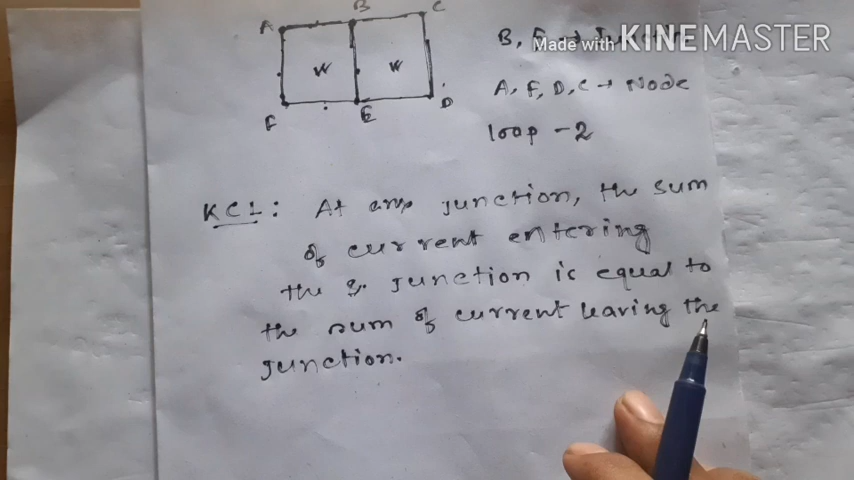 A B C
W W
F E D
B, E → Junction
Made with KINEMASTER
A, F, D, C → Node
loop - 2
KCL: At any junction, the sum
of current entering
the junction is equal to
the sum of current leaving the
junction.